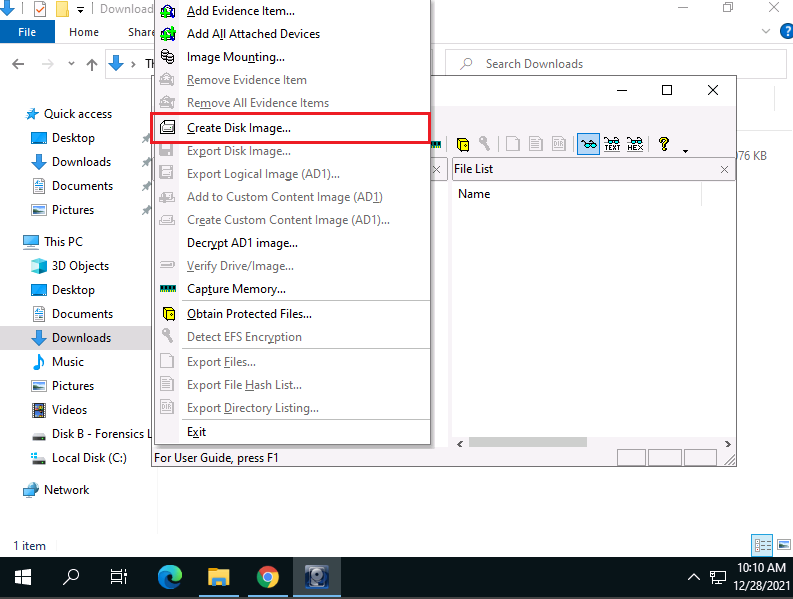 Download
File
Home
Share
Search Downloads
Quick access
Desktop
Downloads
Documents
Pictures
This PC
3D Objects
Desktop
Documents
Downloads
Music
Pictures
Videos
Disk B - Forensics L
Local Disk (C:)
Network
1 item
Add Evidence Item...
Add All Attached Devices
Image Mounting...
Remove Evidence Item
Remove All Evidence Items
Create Disk Image...
Export Disk Image...
Export Logical Image (AD1)...
Add to Custom Content Image (AD1)
Create Custom Content Image (AD1)...
Decrypt AD1 image...
Verify Drive/Image...
Capture Memory...
Obtain Protected Files...
Detect EFS Encryption
Export Files...
Export File Hash List...
Export Directory Listing...
Exit
TEXT
HEX
File List
Name
For User Guide, press F1
76 KB
10:10 AM
12/28/2021